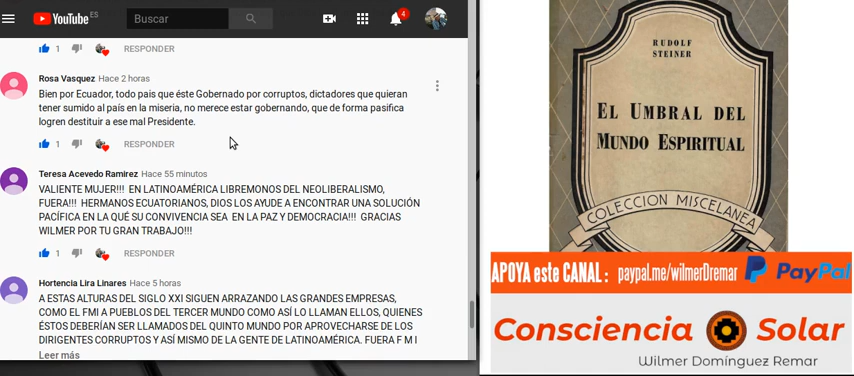 YouTube ES
Buscar
4
1 RESPONDER
Rosa Vasquez Hace 2 horas
Bien por Ecuador, todo pais que éste Gobernado por corruptos, dictadores que quieran
tener sumido al país en la miseria, no merece estar gobernando, que de forma pasifica
logren destituir a ese mal Presidente.
1 RESPONDER
Teresa Acevedo Ramirez Hace 55 minutos
VALIENTE MUJER!!! EN LATINOAMÉRICA LIBREMONOS DEL NEOLIBERALISMO,
FUERA!!! HERMANOS ECUATORIANOS, DIOS LOS AYUDE A ENCONTRAR UNA SOLUCIÓN
PACÍFICA EN LA QUÉ SU CONVIVENCIA SEA EN LA PAZ Y DEMOCRACIA!!! GRACIAS
WILMER POR TU GRAN TRABAJO!!!
1 RESPONDER
Hortencia Lira Linares Hace 5 horas
A ESTAS ALTURAS DEL SIGLO XXI SIGUEN ARRAZANDO LAS GRANDES EMPRESAS,
COMO EL FMI A PUEBLOS DEL TERCER MUNDO COMO ASÍ LO LLAMAN ELLOS, QUIENES
ÉSTOS DEBERÍAN SER LLAMADOS DEL QUINTO MUNDO POR APROVECHARSE DE LOS
DIRIGENTES CORRUPTOS Y ASÍ MISMO DE LA GENTE DE LATINOAMÉRICA. FUERA F M I
Leer más
RUDOLF
STEINER
EL UMBRAL DEL
MUNDO ESPIRITUAL
COLECCION MISCELANEA
APOYA este CANAL: paypal.me/wilmerDremar PayPal
Consciencia Solar
Wilmer Domínguez Remar